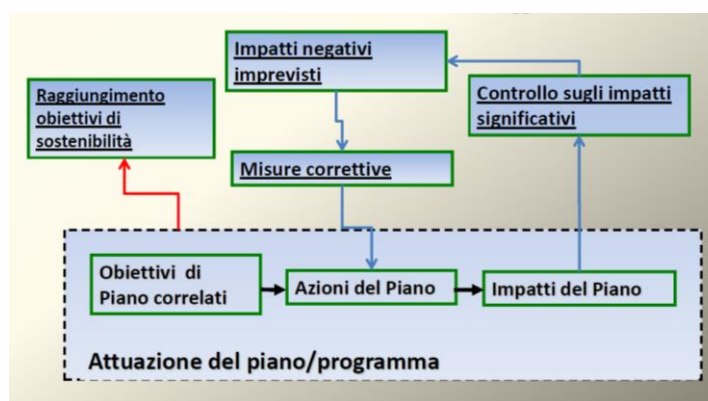 Impatti negativi
imprevisti
Raggiungimento
obiettivi di
sostenibilità
Controllo sugli impatti
significativi
Misure correttive
Obiettivi di
Piano correlati
Azioni del Piano
Impatti del Piano
Attuazione del piano/programma